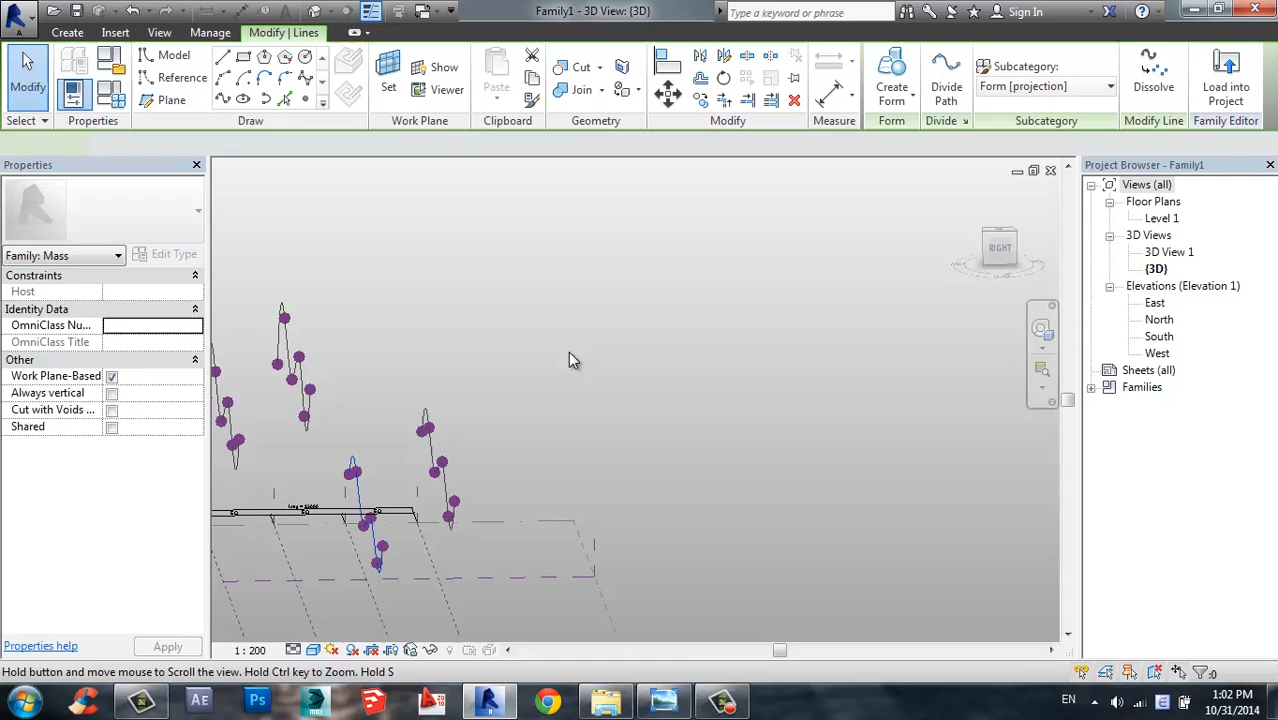 Family1 - 3D View: {3D}
Type a keyword or phrase
Sign In
Create Insert View Manage Modify | Lines
Modify
Model
Reference
Plane
Set
Show
Viewer
Paste
Cut
Join
Create Form
Divide Path
Subcategory:
Form [projection]
Dissolve
Load into Project
Select Properties Draw Work Plane Clipboard Geometry Modify Measure Form Divide Subcategory Modify Line Family Editor
Properties
Family: Mass
Edit Type
Constraints
Host
Identity Data
OmniClass Nu...
OmniClass Title
Other
Work Plane-Based
Always vertical
Cut with Voids ...
Shared
Properties help
Apply
RIGHT
EQ EQ EQ
1 : 200
Project Browser - Family1
Views (all)
Floor Plans
Level 1
3D Views
3D View 1
{3D}
Elevations (Elevation 1)
East
North
South
West
Sheets (all)
Families
Hold button and move mouse to Scroll the view. Hold Ctrl key to Zoom. Hold S
:0
Ae
Ps
EN
1:02 PM
10/31/2014